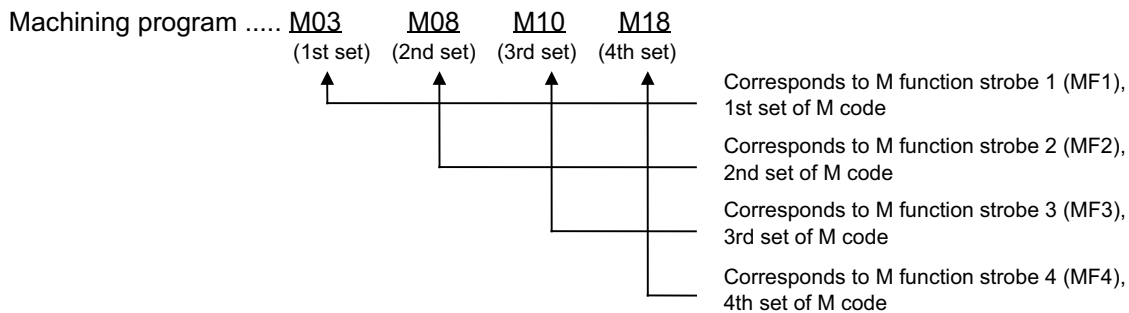 Machining program ..... M03 M08 M10 M18
(1st set) (2nd set) (3rd set) (4th set)
Corresponds to M function strobe 1 (MF1),
1st set of M code
Corresponds to M function strobe 2 (MF2),
2nd set of M code
Corresponds to M function strobe 3 (MF3),
3rd set of M code
Corresponds to M function strobe 4 (MF4),
4th set of M code